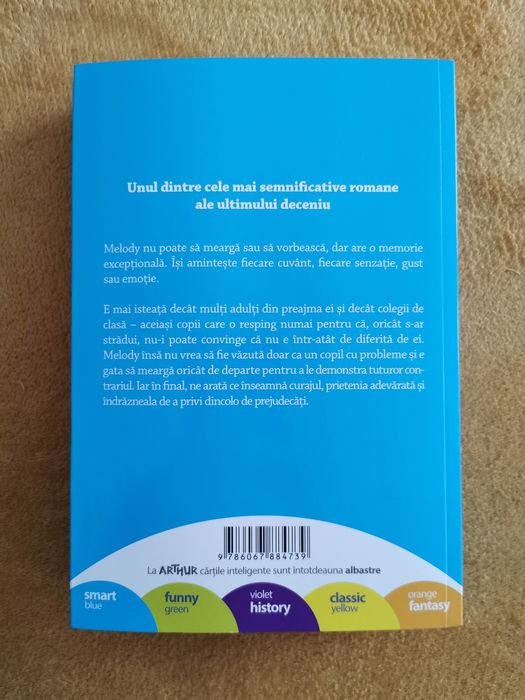 Unul dintre cele mai semnificative romane
ale ultimului deceniu
Melody nu poate să meargă sau să vorbească, dar are o memorie
excepțională. Își amintește fiecare cuvânt, fiecare senzație, gust
sau emoție.
E mai isteață decât mulți adulți din preajma ei și decât colegii de
clasă – aceiași copii care o resping numai pentru că, oricât s-ar
strădui, nu-i poate convinge că nu e într-atât de diferită de ei.
Melody însă nu vrea să fie văzută doar ca un copil cu probleme și e
gata să meargă oricât de departe pentru a le demonstra tuturor con-
trariul. Iar în final, ne arată ce înseamnă curajul, prietenia adevărată și
îndrăzneala de a privi dincolo de prejudecăți.
9 786067 884739
La ARTHUR cărțile inteligente sunt întotdeauna albastre
smart
blue
funny
green
violet
history
classic
yellow
orange
fantasy